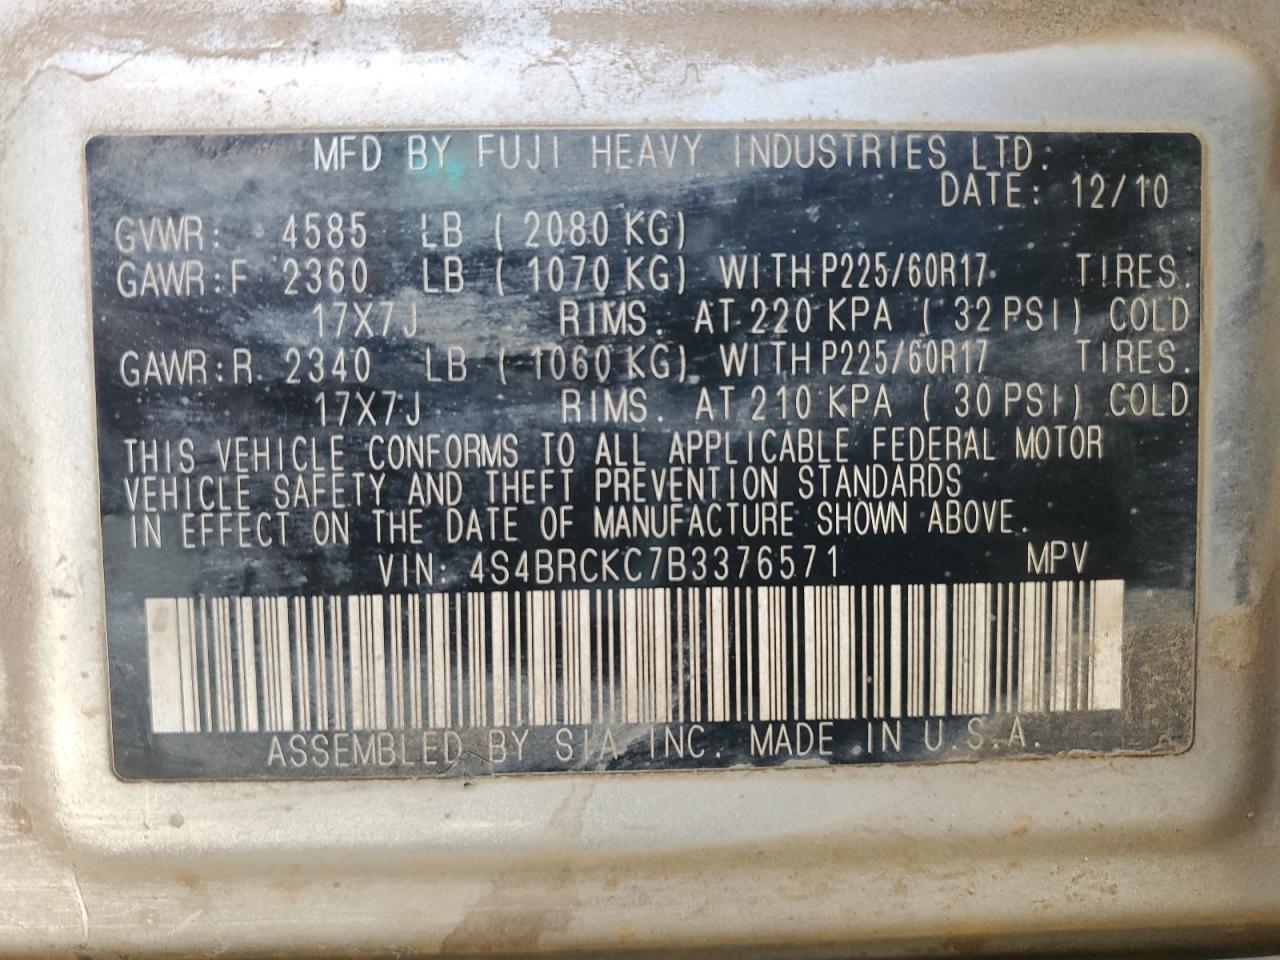 MFD BY FUJI HEAVY INDUSTRIES LTD.
DATE: 12/10
GVWR: 4585 LB ( 2080 KG)
GAWR:F 2360 LB ( 1070 KG) WITH P225/60R17 TIRES.
17X7J RIMS. AT 220 KPA ( 32 PSI) COLD
GAWR:R 2340 LB ( 1060 KG) WITH P225/60R17 TIRES.
17X7J RIMS. AT 210 KPA ( 30 PSI) COLD
THIS VEHICLE CONFORMS TO ALL APPLICABLE FEDERAL MOTOR
VEHICLE SAFETY AND THEFT PREVENTION STANDARDS
IN EFFECT ON THE DATE OF MANUFACTURE SHOWN ABOVE.
VIN: 4S4BRCKC7B3376571 MPV
ASSEMBLED BY SIA INC. MADE IN U.S.A.